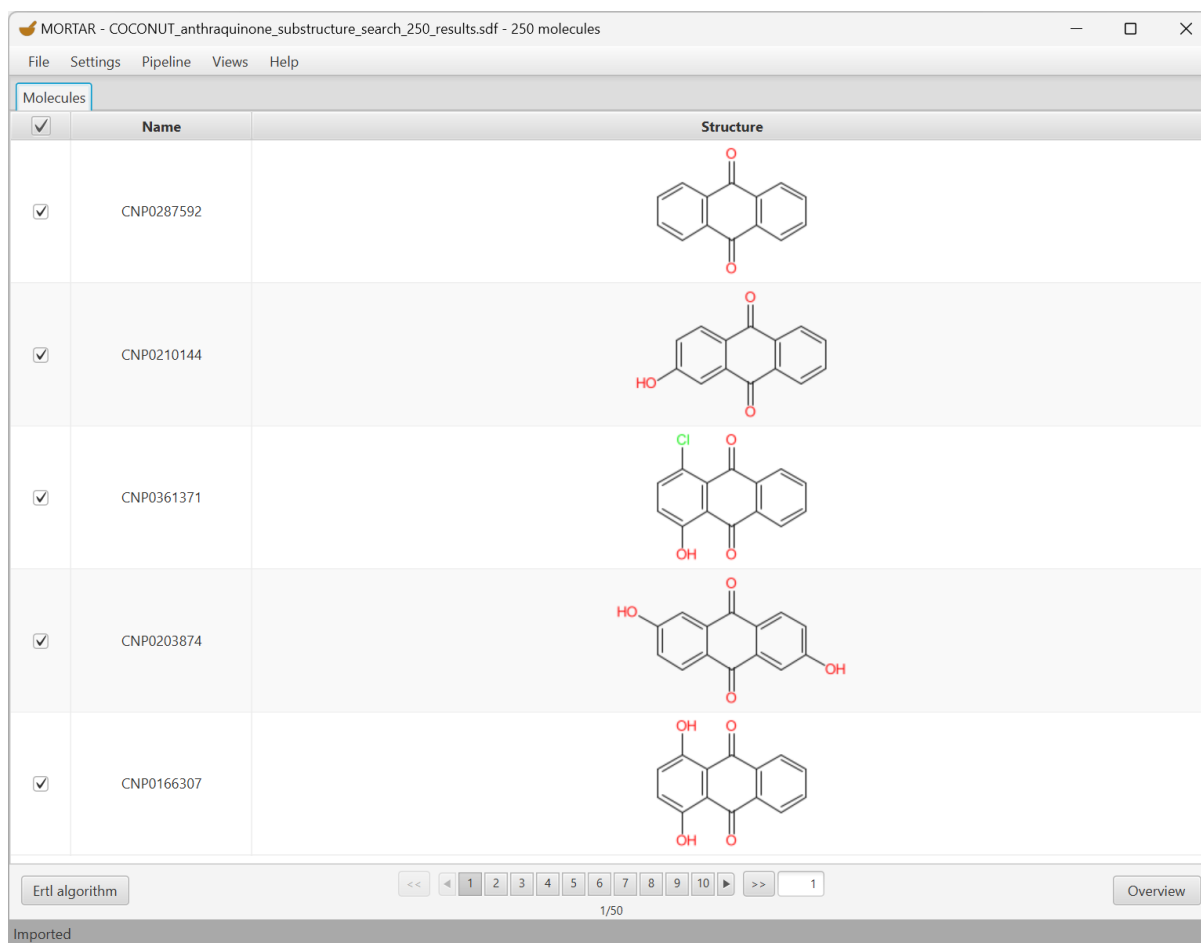 MORTAR - COCONUT_anthraquinone_substructure_search_250_results.sdf - 250 molecules
File Settings Pipeline Views Help
Molecules
Name Structure
O
CNP0287592
O
O
CNP0210144
HO
O
Cl O
CNP0361371
OH O
O
HO
CNP0203874
OH
O
OH O
CNP0166307
OH O
Ertl algorithm << 1 2 3 4 5 6 7 8 9 10 >> 1 Overview
1/50
Imported